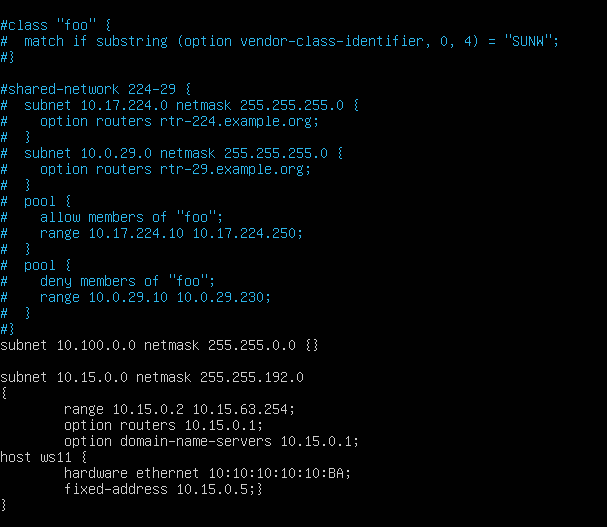 #class "foo" {
#  match if substring (option vendor-class-identifier, 0, 4) = "SUNW";
#}

#shared-network 224-29 {
#  subnet 10.17.224.0 netmask 255.255.255.0 {
#    option routers rtr-224.example.org;
#  }
#  subnet 10.0.29.0 netmask 255.255.255.0 {
#    option routers rtr-29.example.org;
#  }
#  pool {
#    allow members of "foo";
#    range 10.17.224.10 10.17.224.250;
#  }
#  pool {
#    deny members of "foo";
#    range 10.0.29.10 10.0.29.230;
#  }
#}
subnet 10.100.0.0 netmask 255.255.0.0 {}

subnet 10.15.0.0 netmask 255.255.192.0
{
        range 10.15.0.2 10.15.63.254;
        option routers 10.15.0.1;
        option domain-name-servers 10.15.0.1;
host ws11 {
        hardware ethernet 10:10:10:10:10:BA;
        fixed-address 10.15.0.5;}
}